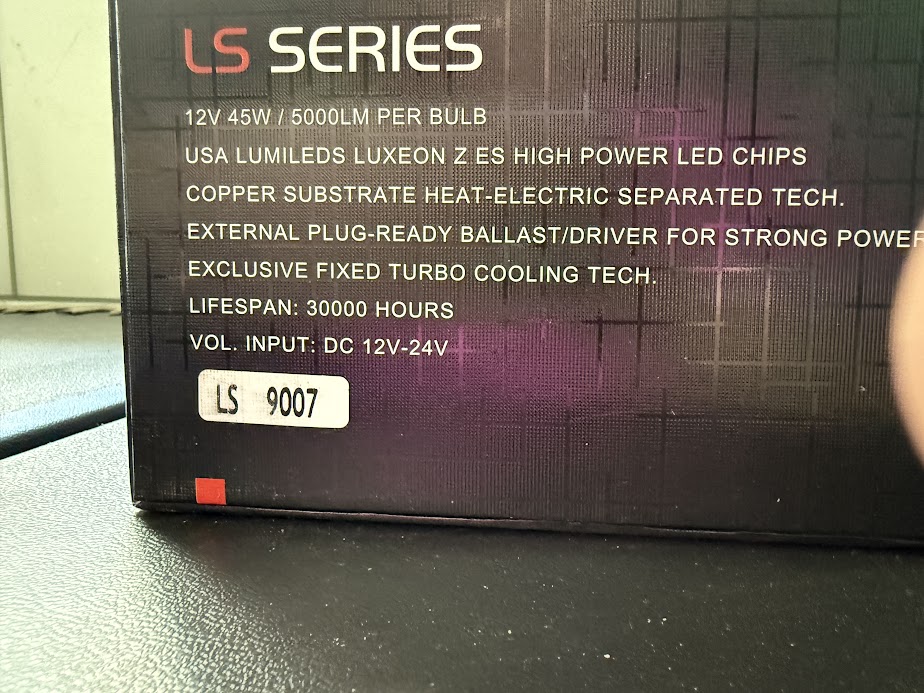 LS SERIES
12V 45W / 5000LM PER BULB
USA LUMILEDS LUXEON Z ES HIGH POWER LED CHIPS
COPPER SUBSTRATE HEAT-ELECTRIC SEPARATED TECH.
EXTERNAL PLUG-READY BALLAST/DRIVER FOR STRONG POWER
EXCLUSIVE FIXED TURBO COOLING TECH.
LIFESPAN: 30000 HOURS
VOL. INPUT: DC 12V-24V
LS 9007